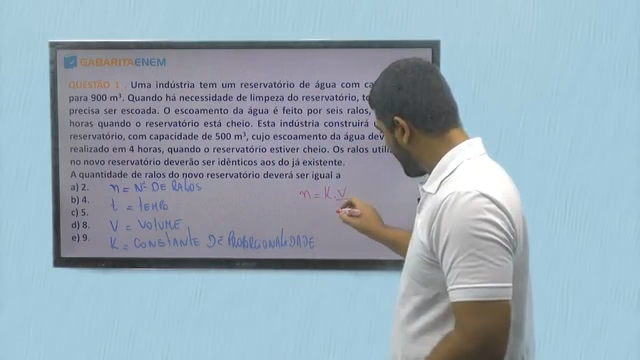 GABARITAENEM
QUESTÃO 1 Uma indústria tem um reservatório de água com
para 900 m³. Quando há necessidade de limpeza do reservatório,
precisa ser escoada. O escoamento da água é feito por seis ralos,
horas quando o reservatório está cheio. Esta indústria construirá
reservatório, com capacidade de 500 m³, cujo escoamento da água
realizado em 4 horas, quando o reservatório estiver cheio. Os ralos
no novo reservatório deverão ser idênticos aos do já existente.
A quantidade de ralos do novo reservatório deverá ser igual a
a) 2. n = Nº DE RALOS
n = K.V
b) 4. t = TEMPO
c) 5.
d) 8. V = VOLUME
e) 9. K = CONSTANTE DE PROPORCIONALIDADE